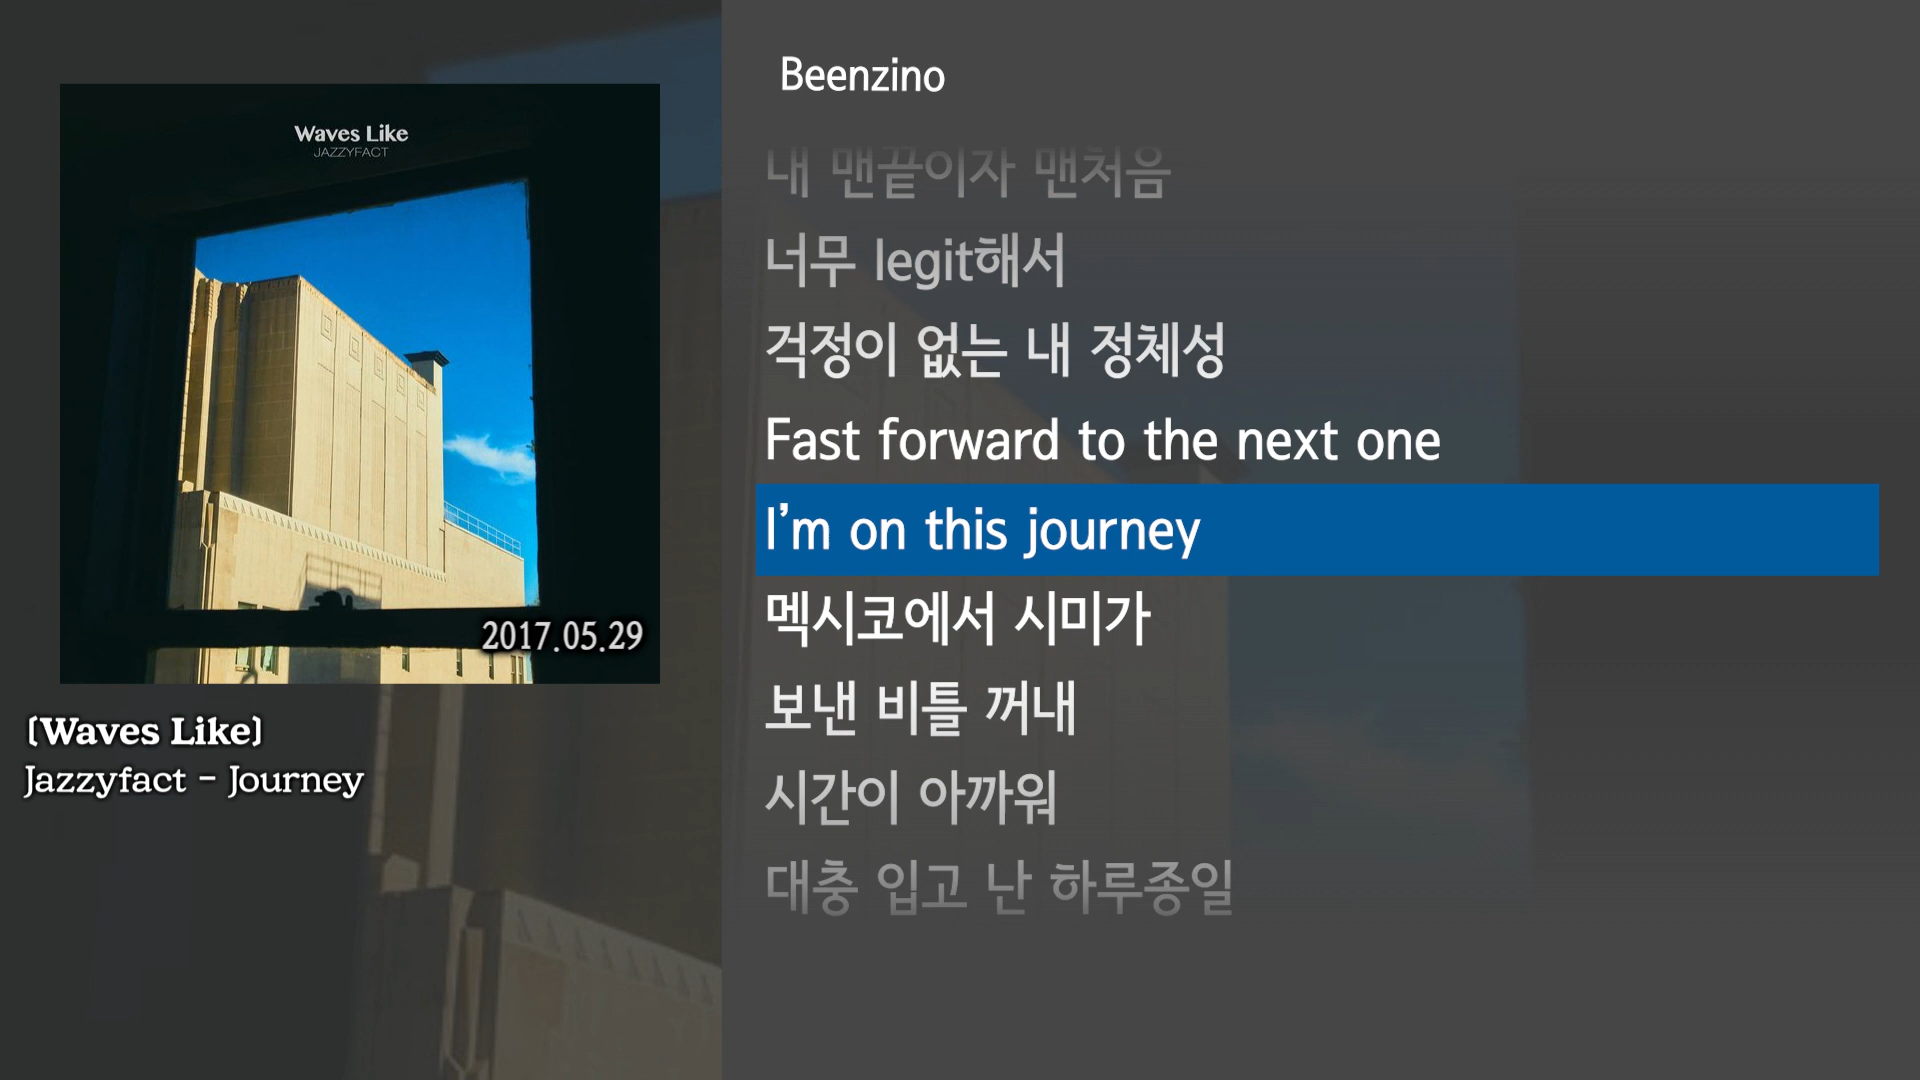 Waves Like
JAZZYFACT
2017.05.29
[Waves Like]
Jazzyfact - Journey
Beenzino
내 맨끝이자 맨처음
너무 legit해서
걱정이 없는 내 정체성
Fast forward to the next one
I'm on this journey
멕시코에서 시미가
보낸 비틀 꺼내
시간이 아까워
대충 입고 난 하루종일